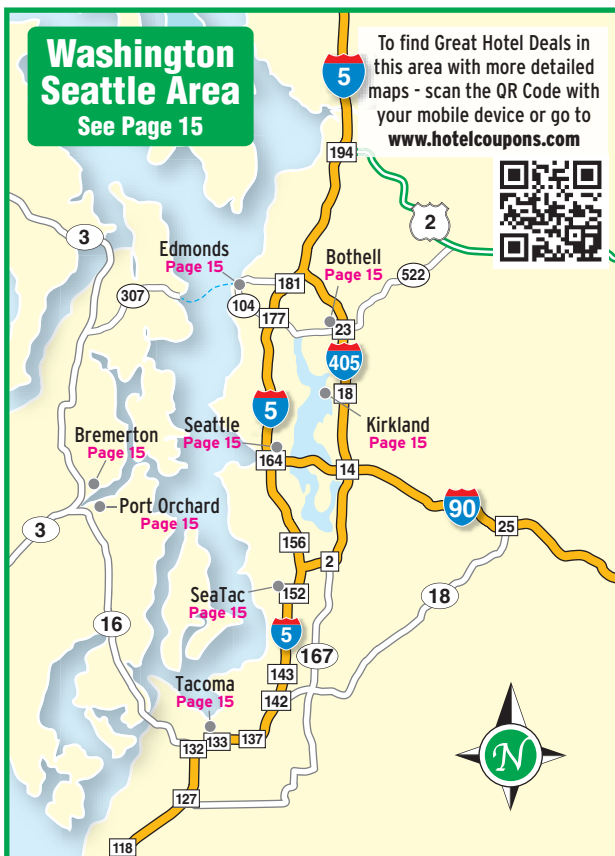 Washington
Seattle Area
See Page 15
To find Great Hotel Deals in
this area with more detailed
maps - scan the QR Code with
your mobile device or go to
www.hotelcoupons.com
5
194
2
3
Edmonds
Page 15
Bothell
Page 15
522
307
104
181
177
23
405
18
5
Kirkland
Page 15
Seattle
Page 15
164
14
Bremerton
Page 15
Port Orchard
Page 15
90
25
3
156
2
SeaTac
Page 15
152
18
16
5
167
143
Tacoma
Page 15
142
132
133
137
127
118
N